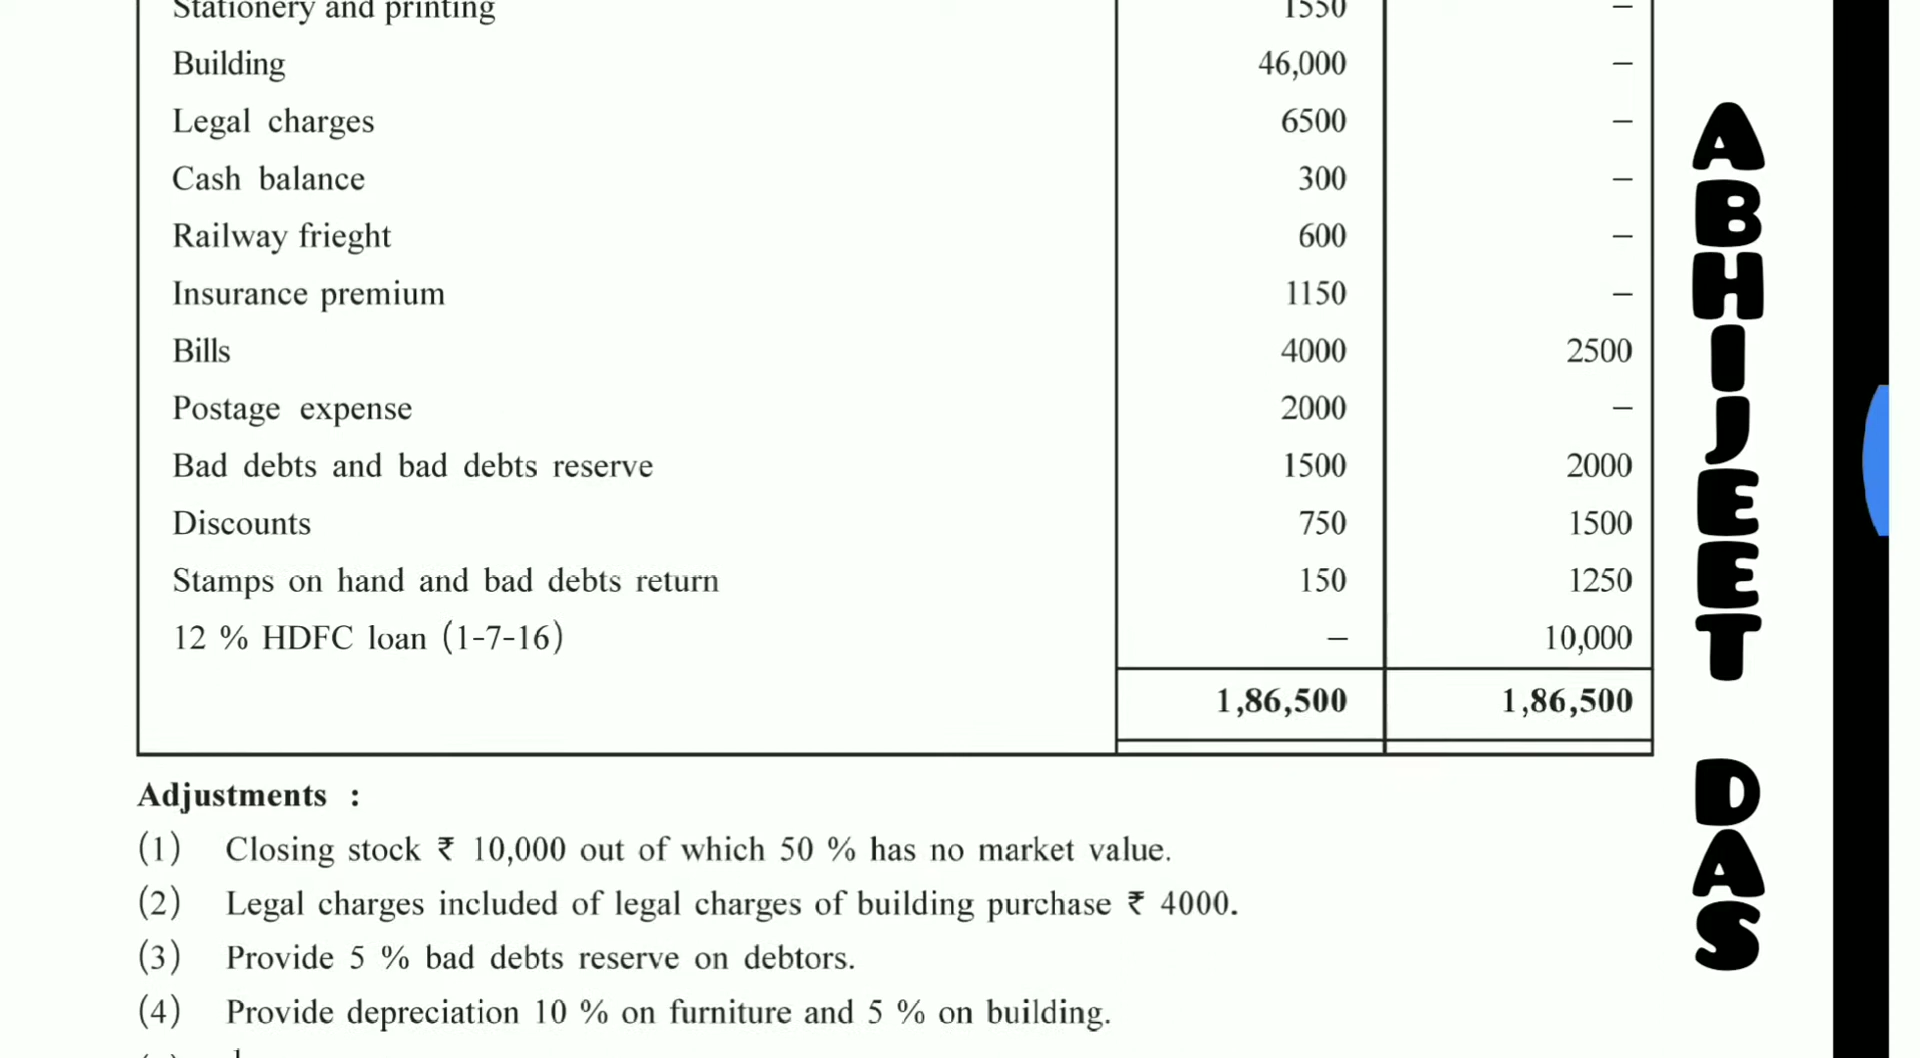 Stationery and printing 1550 –
Building 46,000 –
Legal charges 6500 –
Cash balance 300 –
Railway frieght 600 –
Insurance premium 1150 –
Bills 4000 2500
Postage expense 2000 –
Bad debts and bad debts reserve 1500 2000
Discounts 750 1500
Stamps on hand and bad debts return 150 1250
12 % HDFC loan (1-7-16) – 10,000
1,86,500 1,86,500
Adjustments :
(1) Closing stock ₹ 10,000 out of which 50 % has no market value.
(2) Legal charges included of legal charges of building purchase ₹ 4000.
(3) Provide 5 % bad debts reserve on debtors.
(4) Provide depreciation 10 % on furniture and 5 % on building.
ABHIJEET DAS